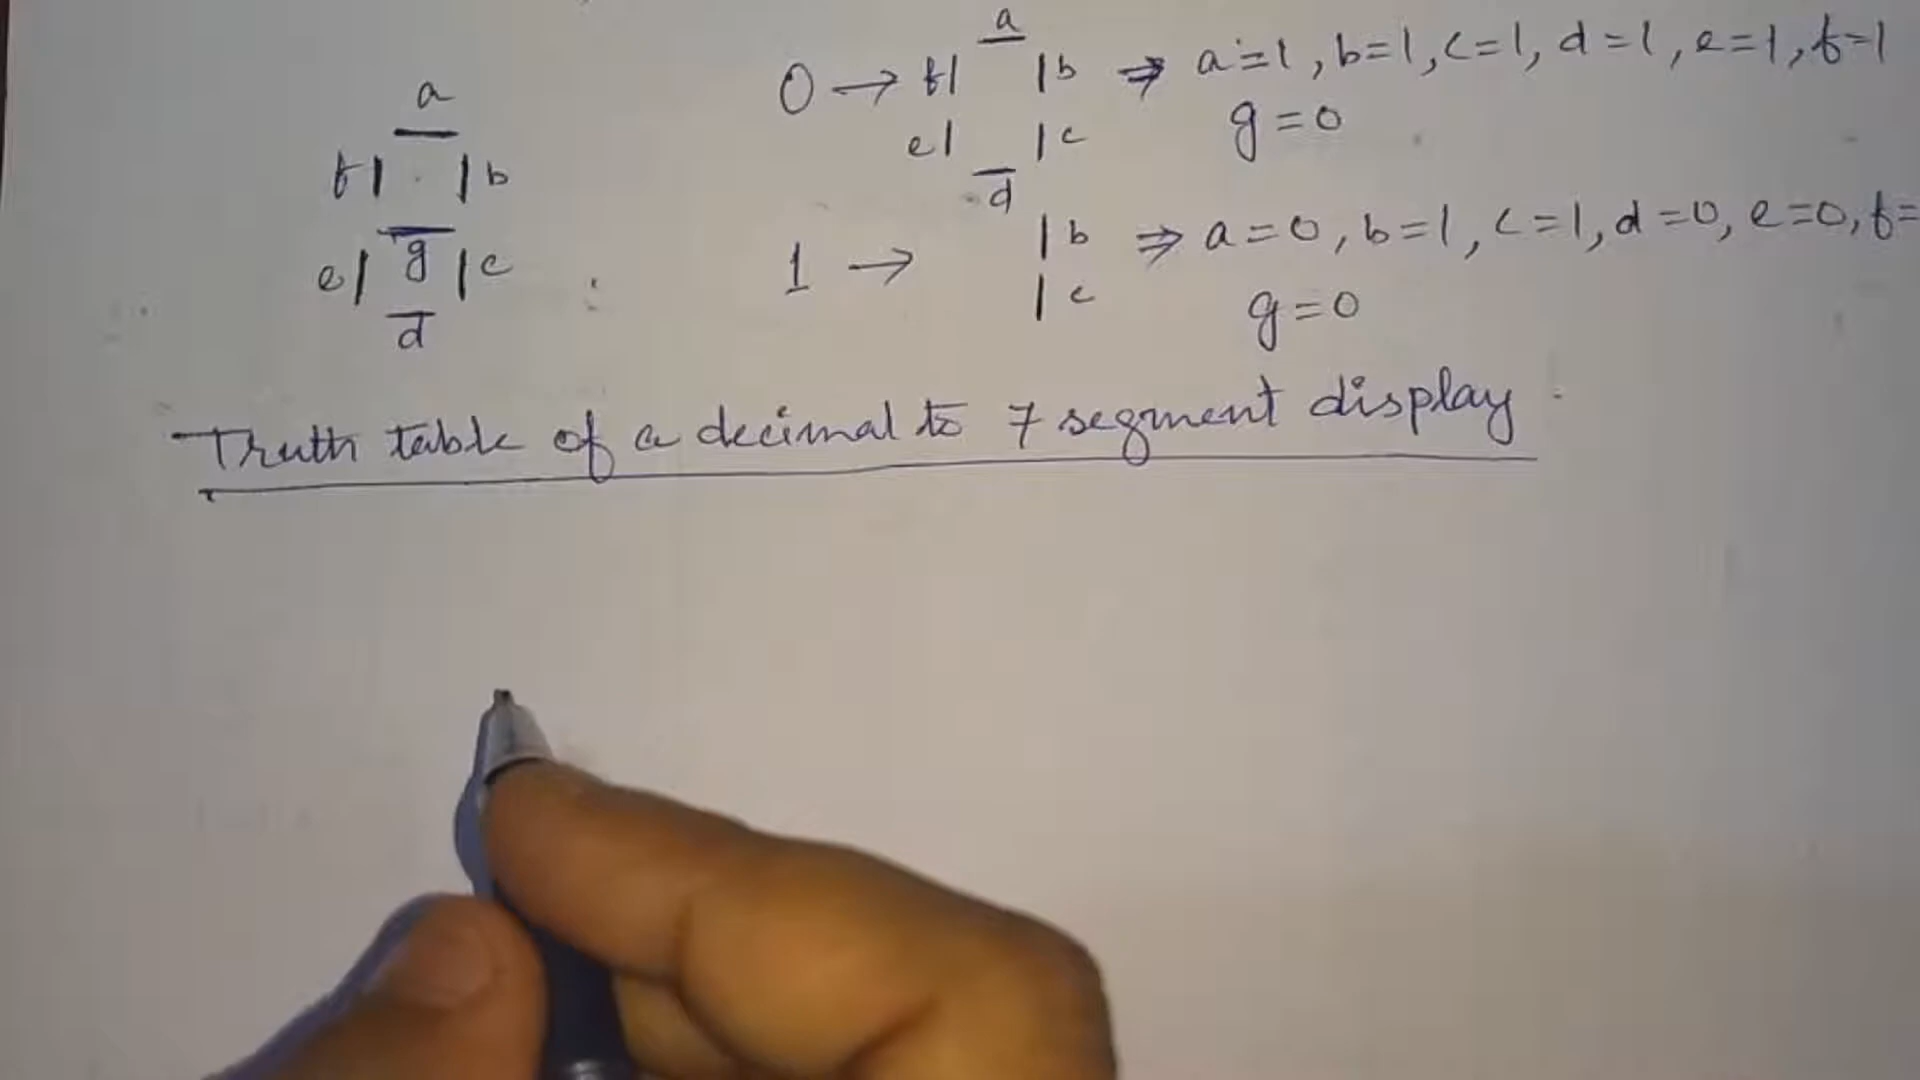 a
f| |b
g
e| |c
d
a
0 → f| |b ⇒ a=1, b=1, c=1, d=1, e=1, f=1
e| |c g=0
d
1 → |b ⇒ a=0, b=1, c=1, d=0, e=0, f=
|c g=0
Truth table of a decimal to 7 segment display